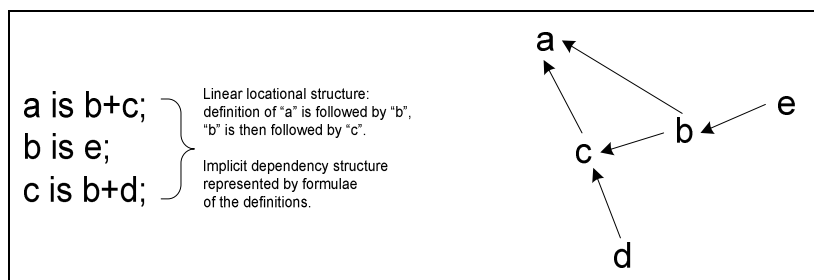 a is b+c;
b is e;
c is b+d;
Linear locational structure:
definition of “a” is followed by “b”,
“b” is then followed by “c”.
Implicit dependency structure
represented by formulae
of the definitions.
a
e
b
c
d